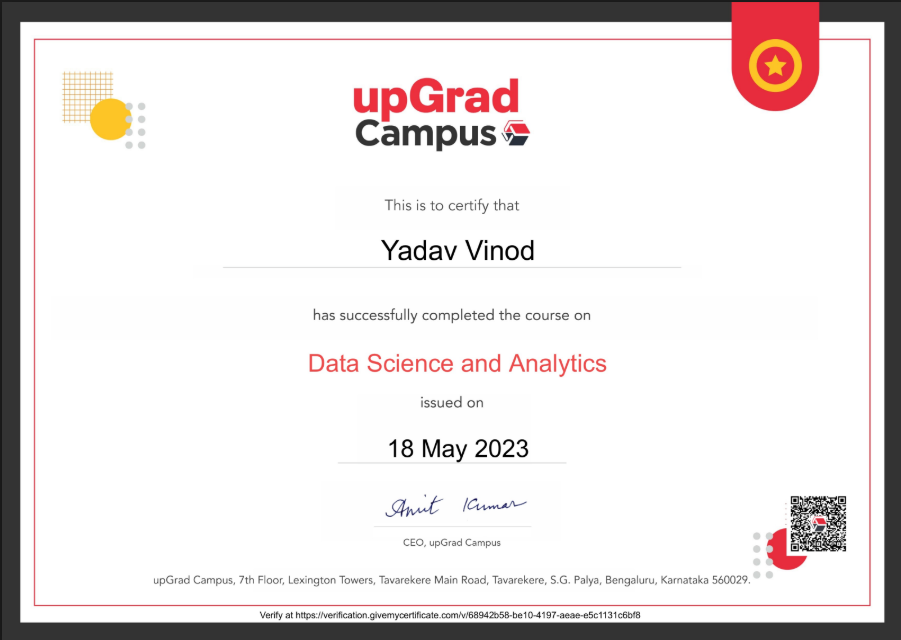 upGrad
Campus
This is to certify that
Yadav Vinod
has successfully completed the course on
Data Science and Analytics
issued on
18 May 2023
Amit Kumar
CEO, upGrad Campus
upGrad Campus, 7th Floor, Lexington Towers, Tavarekere Main Road, Tavarekere, S.G. Palya, Bengaluru, Karnataka 560029.
Verify at https://verification.givemycertificate.com/v/68942b58-be10-4197-aeae-e5c1131c6bf8